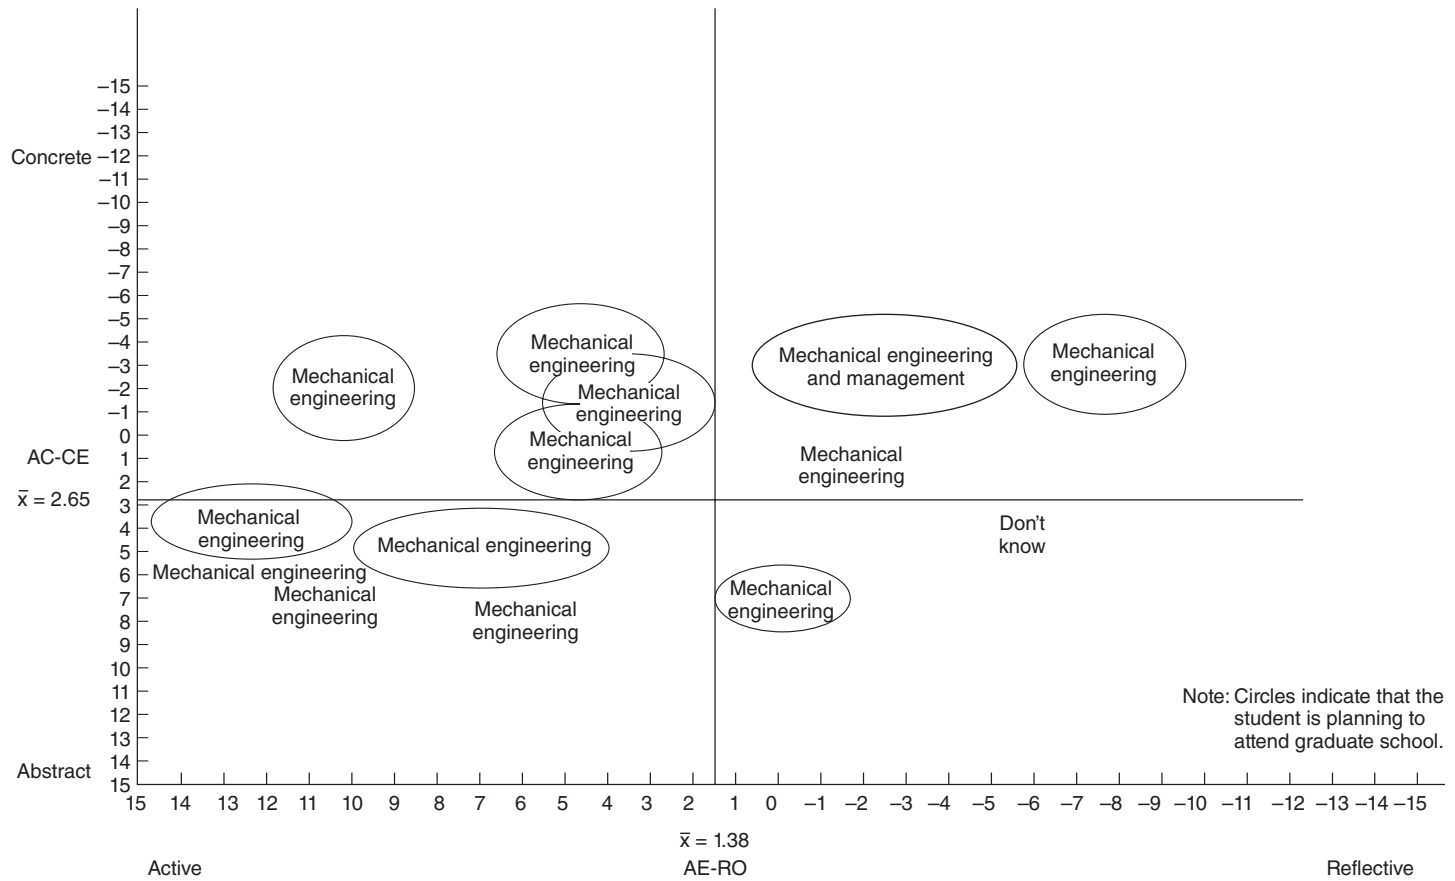 –15
–14
–13
Concrete –12
–11
–10
–9
–8
–7
–6
–5
–4
–3
–2
–1
0
AC-CE 1
2
x̄ = 2.65
3
4
5
6
7
8
9
10
11
12
13
14
Abstract
15
Mechanical
engineering
Mechanical
engineering
Mechanical
engineering
Mechanical
engineering
Mechanical engineering
and management
Mechanical
engineering
Mechanical
engineering
Mechanical
engineering
Mechanical engineering
Don't
know
Mechanical engineering
Mechanical
engineering
Mechanical
engineering
Mechanical
engineering
Note: Circles indicate that the
student is planning to
attend graduate school.
15 14 13 12 11 10 9 8 7 6 5 4 3 2 1 0 –1 –2 –3 –4 –5 –6 –7 –8 –9 –10 –11 –12 –13 –14 –15
x̄ = 1.38
Active AE-RO Reflective